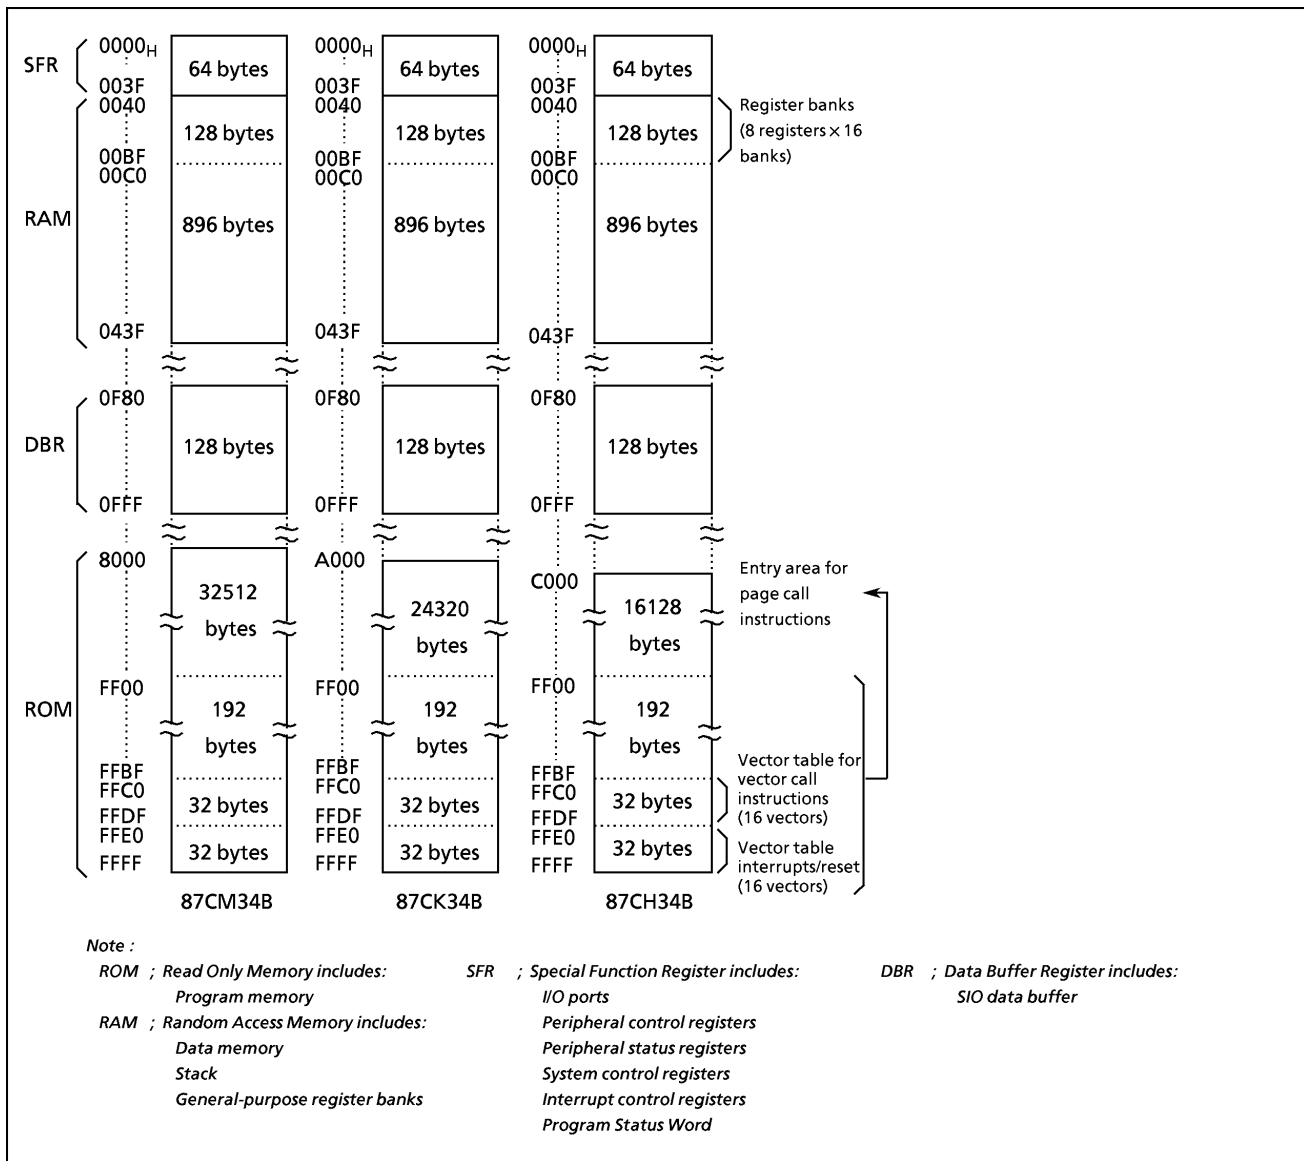 SFR
RAM
DBR
ROM
0000H
003F
0040
00BF
00C0
043F
0F80
0FFF
8000
FF00
FFBF
FFC0
FFDF
FFE0
FFFF
64 bytes
128 bytes
896 bytes
128 bytes
32512
bytes
192
bytes
32 bytes
32 bytes
87CM34B
0000H
003F
0040
00BF
00C0
043F
0F80
0FFF
A000
FF00
FFBF
FFC0
FFDF
FFE0
FFFF
64 bytes
128 bytes
896 bytes
128 bytes
24320
bytes
192
bytes
32 bytes
32 bytes
87CK34B
0000H
003F
0040
00BF
00C0
043F
0F80
0FFF
C000
FF00
FFBF
FFC0
FFDF
FFE0
FFFF
64 bytes
128 bytes
896 bytes
128 bytes
16128
bytes
192
bytes
32 bytes
32 bytes
87CH34B
Register banks
(8 registers × 16
banks)
Entry area for
page call
instructions
Vector table for
vector call
instructions
(16 vectors)
Vector table
interrupts/reset
(16 vectors)
Note :
ROM ; Read Only Memory includes:
Program memory
RAM ; Random Access Memory includes:
Data memory
Stack
General-purpose register banks
SFR ; Special Function Register includes:
I/O ports
Peripheral control registers
Peripheral status registers
System control registers
Interrupt control registers
Program Status Word
DBR ; Data Buffer Register includes:
SIO data buffer